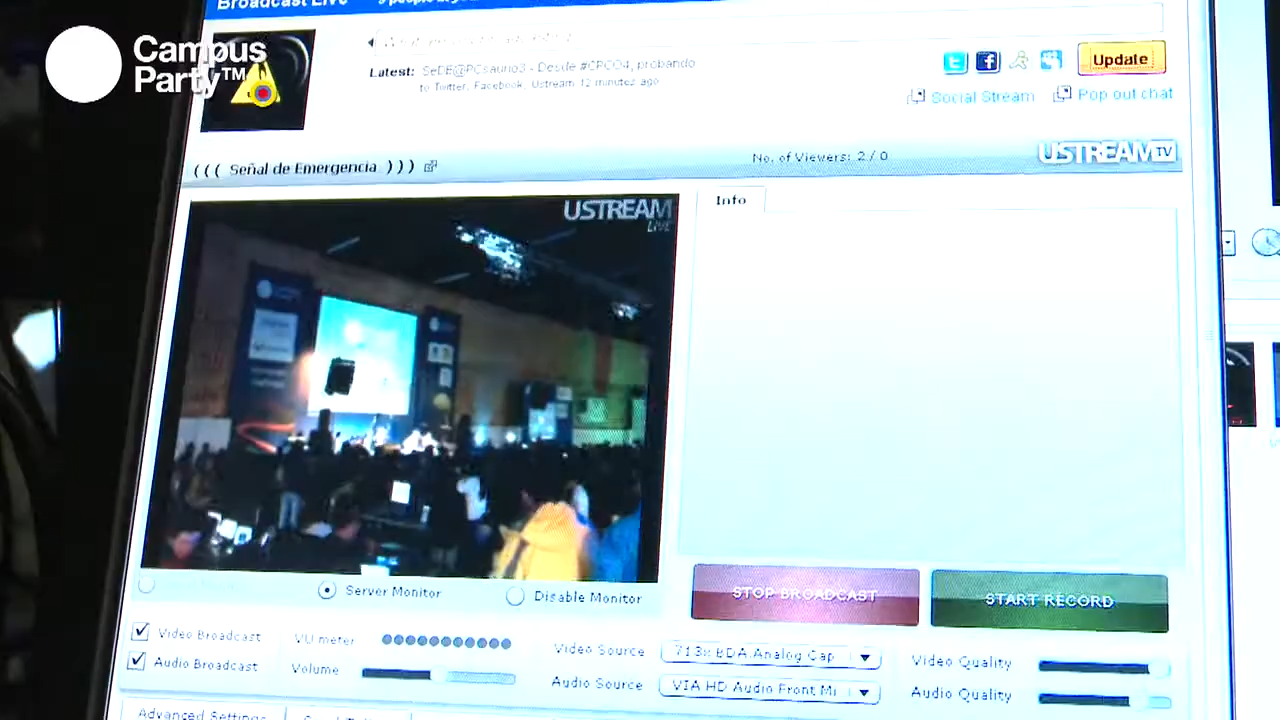 Broadcast Live
Campus
Party™
Latest: SeDE@PCsaurio3 - Desde #CPCO4, probando
to Twitter, Facebook, Ustream 12 minutes ago
Update
Social Stream
Pop out chat
((( Señal de Emergencia )))
No. of Viewers: 2 / 0
USTREAM TV
USTREAM
LIVE
Info
Server Monitor
Disable Monitor
STOP BROADCAST
START RECORD
Video Broadcast
VU meter
Video Source
Analog Cap
Video Quality
Audio Broadcast
Volume
Audio Source
VIA HD Audio Front Mi
Audio Quality
Advanced Settings